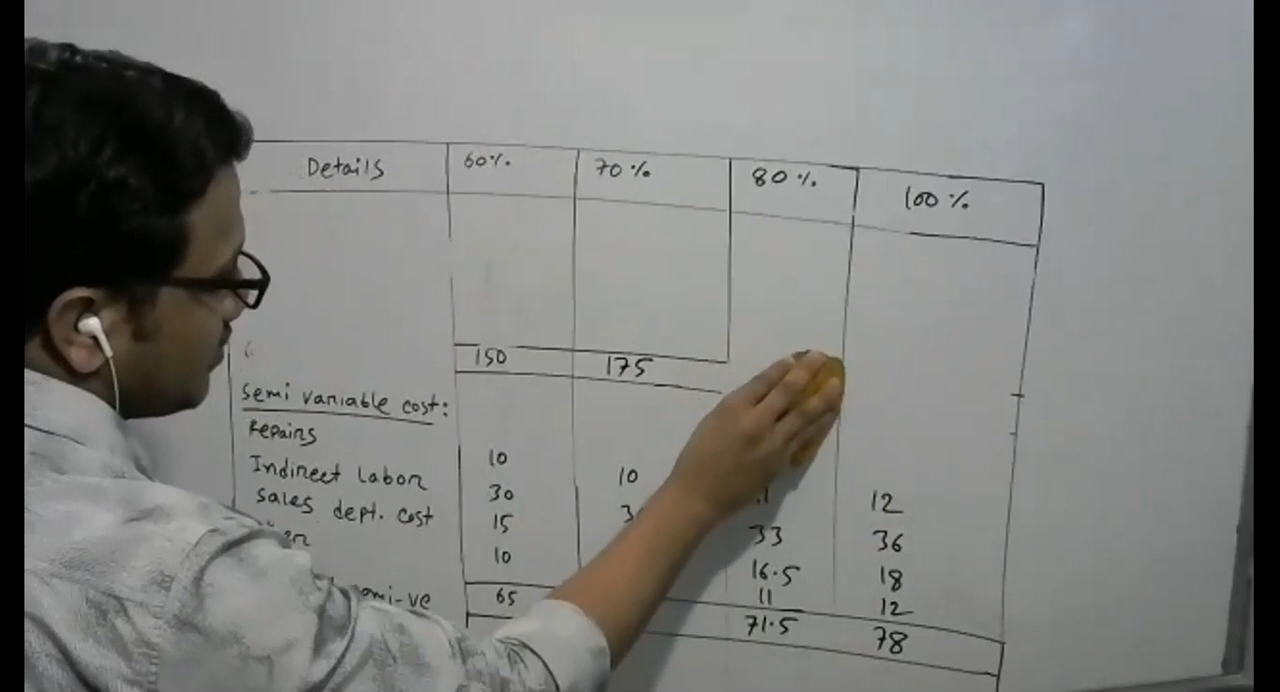 Details 60% 70% 80% 100%
150 175
Semi variable cost:
Repairs 10 10 12
Indirect labor 30 33 36
Sales dept. cost 15 16.5 18
10 11 12
65 71.5 78